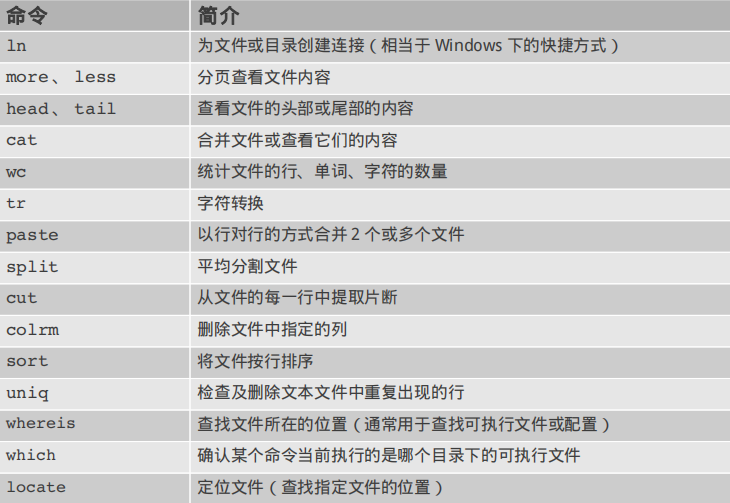 命令 简介
ln 为文件或目录创建连接（相当于 Windows 下的快捷方式）
more、 less 分页查看文件内容
head、 tail 查看文件的头部或尾部的内容
cat 合并文件或查看它们的内容
wc 统计文件的行、单词、字符的数量
tr 字符转换
paste 以行对行的方式合并 2 个或多个文件
split 平均分割文件
cut 从文件的每一行中提取片断
colrm 删除文件中指定的列
sort 将文件按行排序
uniq 检查及删除文本文件中重复出现的行
whereis 查找文件所在的位置（通常用于查找可执行文件或配置）
which 确认某个命令当前执行的是哪个目录下的可执行文件
locate 定位文件（查找指定文件的位置）